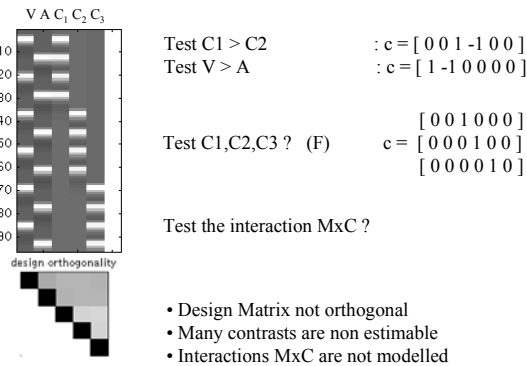 V A C₁ C₂ C₃
10
20
30
40
50
60
70
80
90
design orthogonality
Test C1 > C2 : c = [ 0 0 1 -1 0 0 ]
Test V > A : c = [ 1 -1 0 0 0 0 ]
[ 0 0 1 0 0 0 ]
Test C1,C2,C3 ? (F) c = [ 0 0 0 1 0 0 ]
[ 0 0 0 0 1 0 ]
Test the interaction MxC ?
• Design Matrix not orthogonal
• Many contrasts are non estimable
• Interactions MxC are not modelled